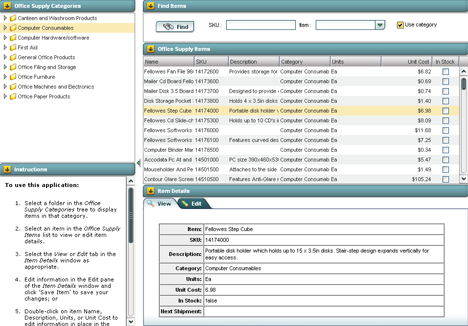 Office Supply Categories
Canteen and Washroom Products
Computer Consumables
Computer Hardware/software
First Aid
General Office Products
Office Filing and Storage
Office Furniture
Office Machines and Electronics
Office Paper Products
Instructions
To use this application:
1. Select a folder in the Office
Supply Categories tree to display
items in that category.
2. Select an item in the Office Supply
Items list to view or edit item
details.
3. Select the View or Edit tab in the
Item Details window as
appropriate.
4. Edit information in the Edit pane
of the Item Details window and
click 'Save Item' to save your
changes; or
5. Double-click on item Name,
Description, Units, or Unit Cost to
edit information in place in the
Find Items
Find SKU: Item: Use category
Office Supply Items
Name SKU Description Category Units Unit Cost In Stock
Fellowes Fan File 96 14172600 Provides storage for Computer Consumab Ea $6.82
Mailer Cd Board Fello 14173600 Computer Consumab Ea $0.69
Mailer Disk 3.5 Board 14173700 Designed to provide Computer Consumab Ea $0.74
Disk Storage Pocket 14173800 Holds 4 x 3.5in disks Computer Consumab Ea $1.40
Fellowes Step Cube 14174000 Portable disk holder Computer Consumab Ea $6.98
Fellowes Cd Slide-ch 14175300 Holds up to 10 CD's Computer Consumab Ea $8.09
Fellowes Softworks Computer Consumab Ea $11.68
Fellowes Softworks 14176100 Features curved des Computer Consumab Ea $7.25
Computer Binder Mar 14178500 Computer Consumab Ea $0.34
Accodata Pc At and 14501000 PC size 390x460x53 Computer Consumab Ea $5.47
Mousholder And Pe 14501900 Attaches to the side Computer Consumab Ea $1.49
Contour Glare Screen Features Anti-Glare Computer Consumab Ea $105.24
Item Details
View Edit
Item: Fellowes Step Cube
SKU: 14174000
Description: Portable disk holder which holds up to 15 x 3.5in disks. Stair-step design expands vertically for
easy access.
Category: Computer Consumables
Units: Ea
Unit Cost: 6.98
In Stock: false
Next Shipment: